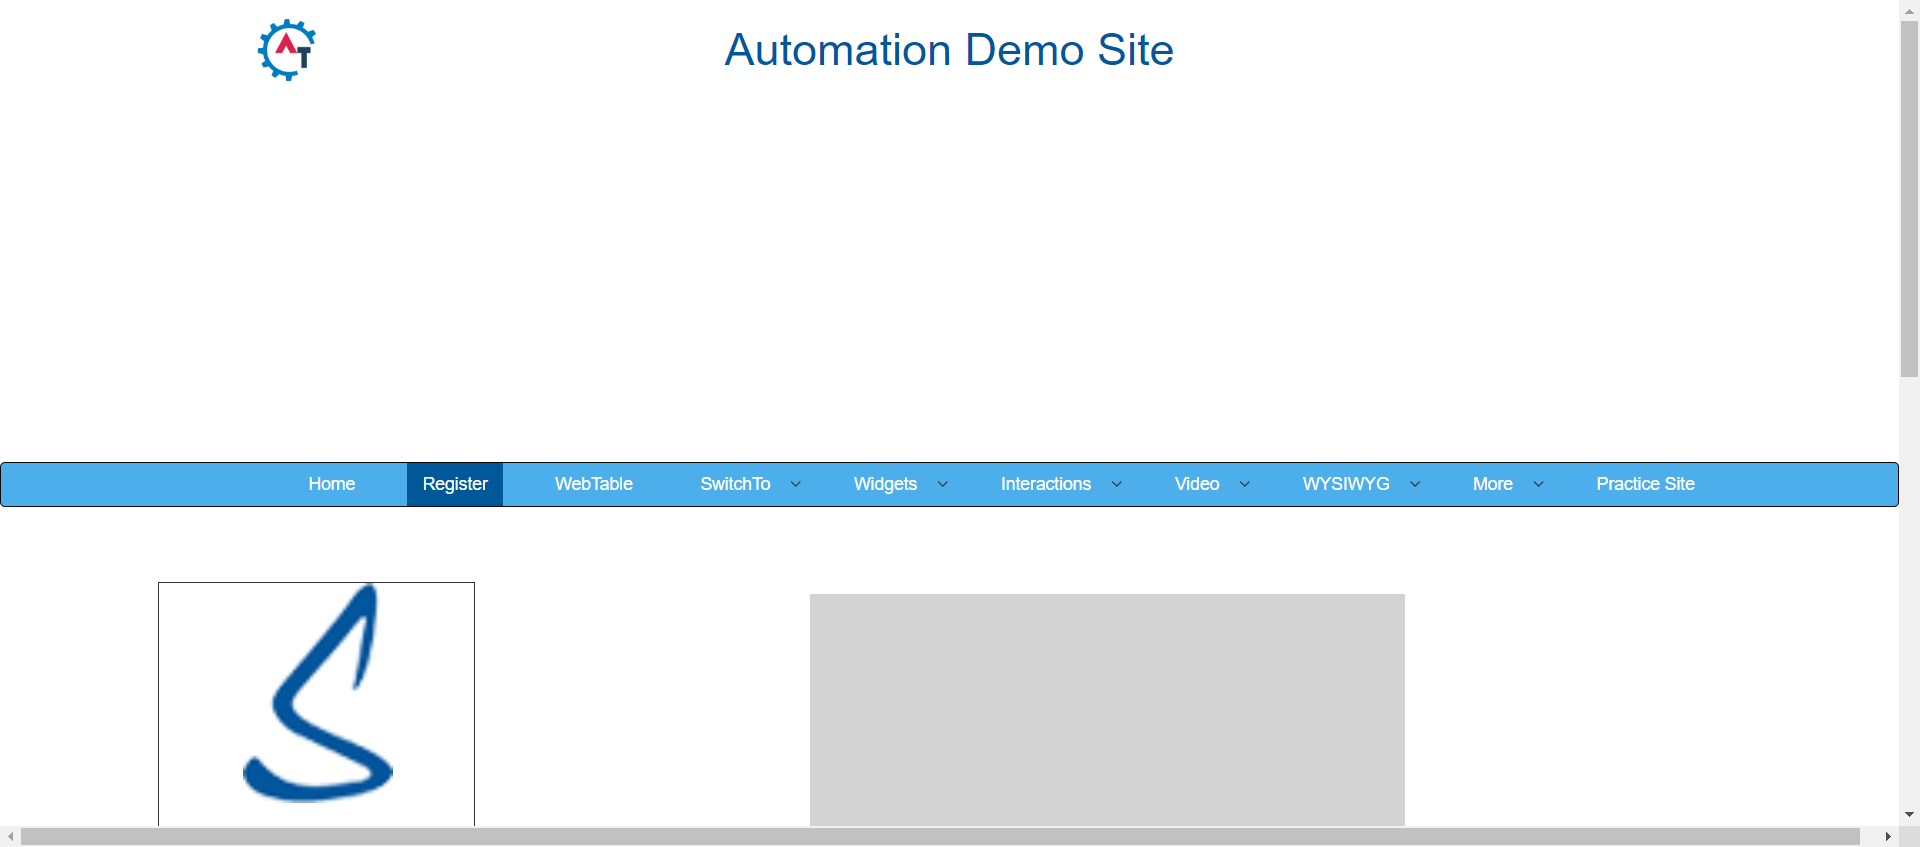 AT
Automation Demo Site
Home Register WebTable SwitchTo Widgets Interactions Video WYSIWYG More Practice Site